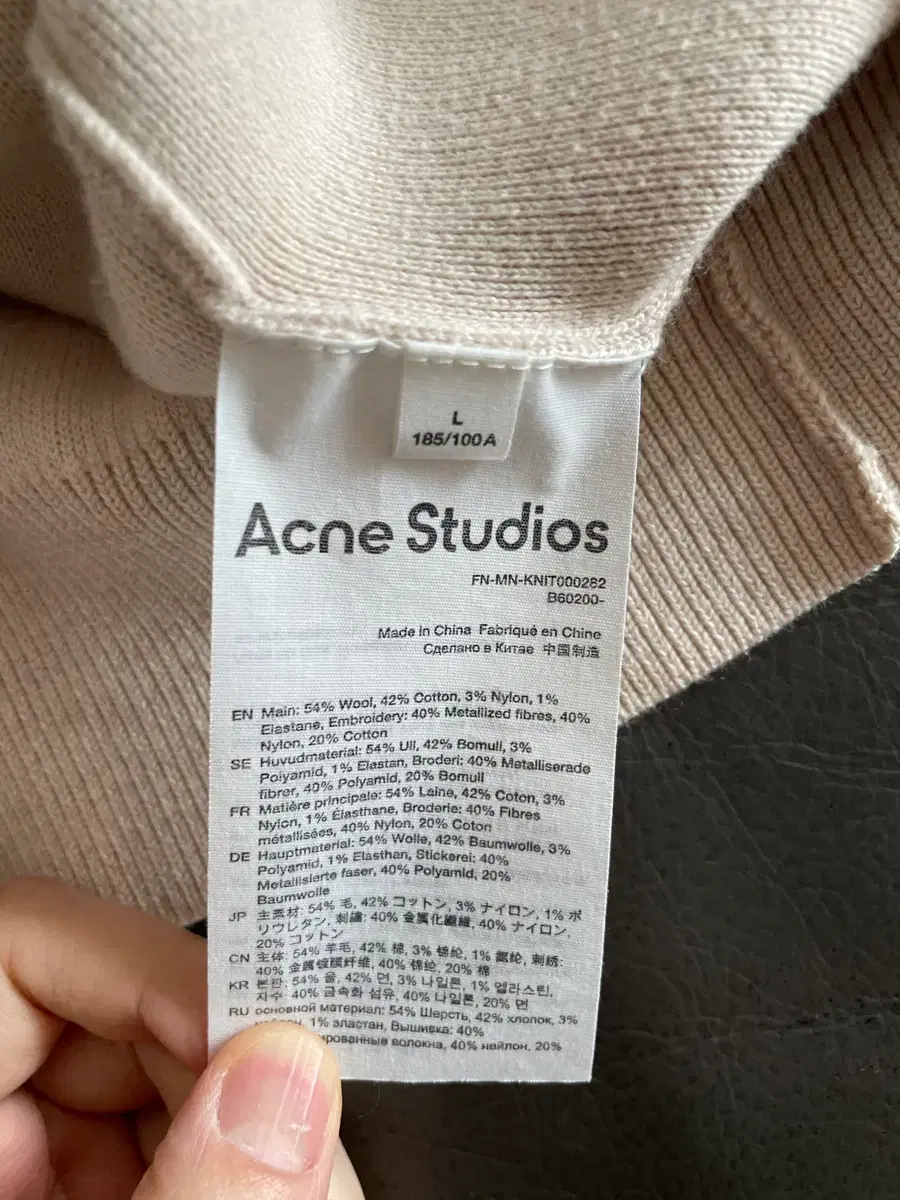 L
185/100A
Acne Studios
FN-MN-KNIT000282
B60200-
Made in China Fabriqué en Chine
Сделано в Китае 中国制造
EN Main: 54% Wool, 42% Cotton, 3% Nylon, 1%
Elastane, Embroidery: 40% Metallized fibres, 40%
Nylon, 20% Cotton
SE Huvudmaterial: 54% Ull, 42% Bomull, 3%
Polyamid, 1% Elastan, Broderi: 40% Metalliserade
fibrer, 40% Polyamid, 20% Bomull
FR Matière principale: 54% Laine, 42% Coton, 3%
Nylon, 1% Élasthane, Broderie: 40% Fibres
métallisées, 40% Nylon, 20% Coton
DE Hauptmaterial: 54% Wolle, 42% Baumwolle, 3%
Polyamid, 1% Elasthan, Stickerei: 40%
Metallisierte faser, 40% Polyamid, 20%
Baumwolle
JP 主素材: 54% 毛, 42% コットン, 3% ナイロン, 1% ポ
リウレタン, 刺繍: 40% 金属化繊維, 40% ナイロン,
20% コットン
CN 主体: 54% 羊毛, 42% 棉, 3% 锦纶, 1% 氨纶, 刺绣:
40% 金属镀膜纤维, 40% 锦纶, 20% 棉
KR 본판: 54% 울, 42% 면, 3% 나일론, 1% 엘라스틴,
자수: 40% 금속화 섬유, 40% 나일론, 20% 면
RU основной материал: 54% Шерсть, 42% хлопок, 3%
1% эластан, Вышивка: 40%
волокна, 40% нейлон, 20%